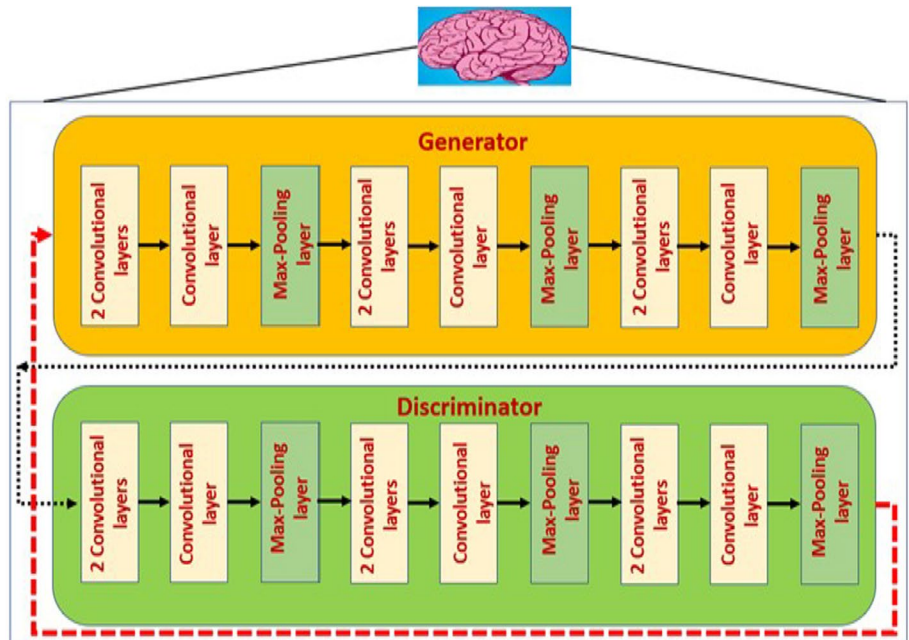 Generator
2 Convolutional
layers
Convolutional
layer
Max-Pooling
layer
2 Convolutional
layers
Convolutional
layer
Max-Pooling
layer
2 Convolutional
layers
Convolutional
layer
Max-Pooling
layer
Discriminator
2 Convolutional
layers
Convolutional
layer
Max-Pooling
layer
2 Convolutional
layers
Convolutional
layer
Max-Pooling
layer
2 Convolutional
layers
Convolutional
layer
Max-Pooling
layer